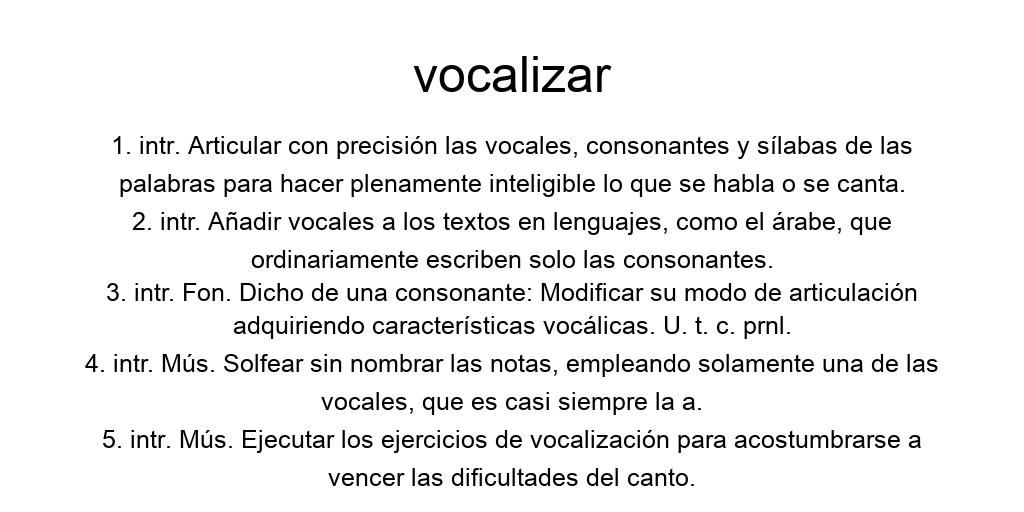 vocalizar
1. intr. Articular con precisión las vocales, consonantes y sílabas de las
palabras para hacer plenamente inteligible lo que se habla o se canta.
2. intr. Añadir vocales a los textos en lenguajes, como el árabe, que
ordinariamente escriben solo las consonantes.
3. intr. Fon. Dicho de una consonante: Modificar su modo de articulación
adquiriendo características vocálicas. U. t. c. prnl.
4. intr. Mús. Solfear sin nombrar las notas, empleando solamente una de las
vocales, que es casi siempre la a.
5. intr. Mús. Ejecutar los ejercicios de vocalización para acostumbrarse a
vencer las dificultades del canto.